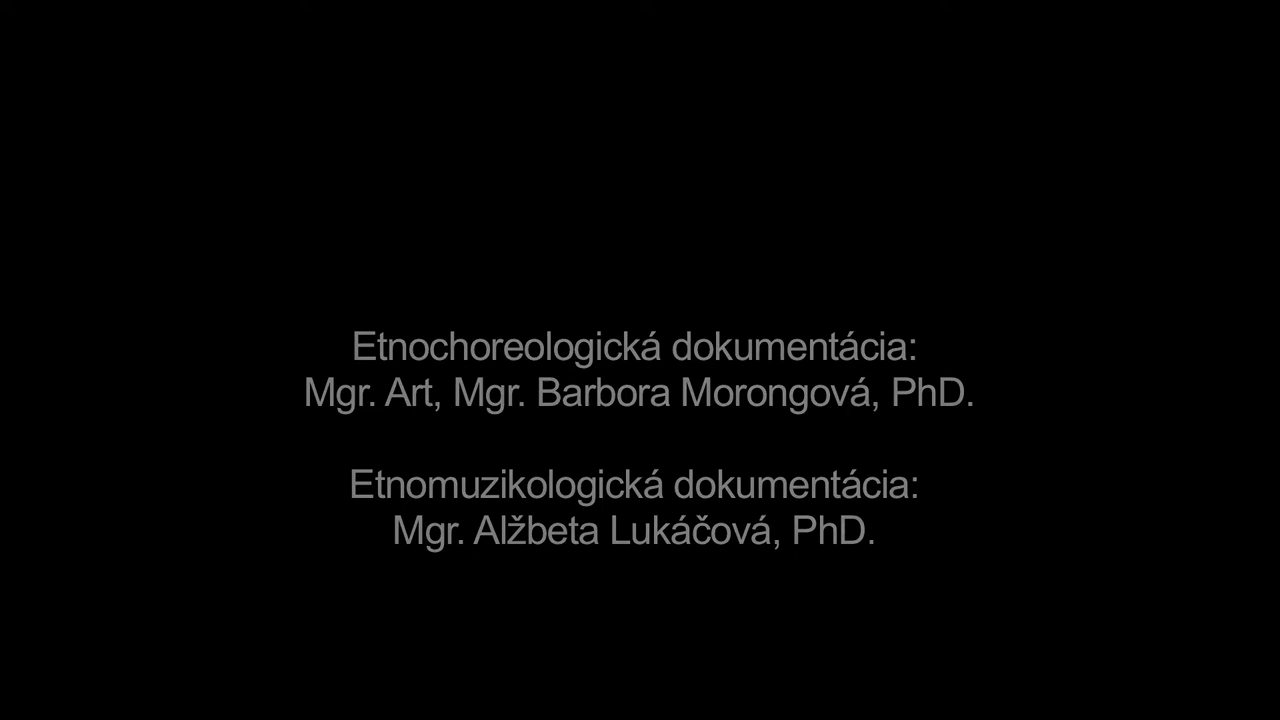 Etnochoreologická dokumentácia:
Mgr. Art, Mgr. Barbora Morongová, PhD.
Etnomuzikologická dokumentácia:
Mgr. Alžbeta Lukáčová, PhD.